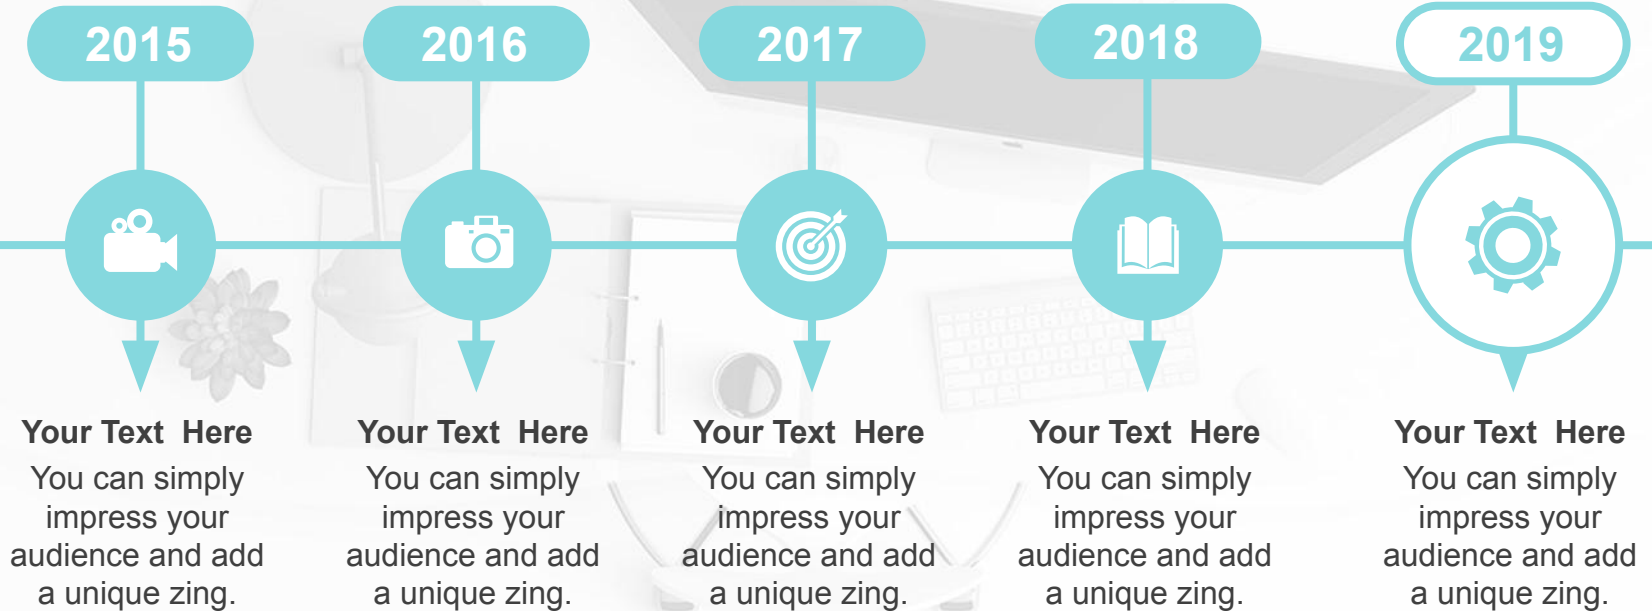 2015
2016
2017
2018
2019
Your Text  Here
You can simply
impress your
audience and add
a unique zing.
Your Text  Here
You can simply
impress your
audience and add
a unique zing.
Your Text  Here
You can simply
impress your
audience and add
a unique zing.
Your Text  Here
You can simply
impress your
audience and add
a unique zing.
Your Text  Here
You can simply
impress your
audience and add
a unique zing.